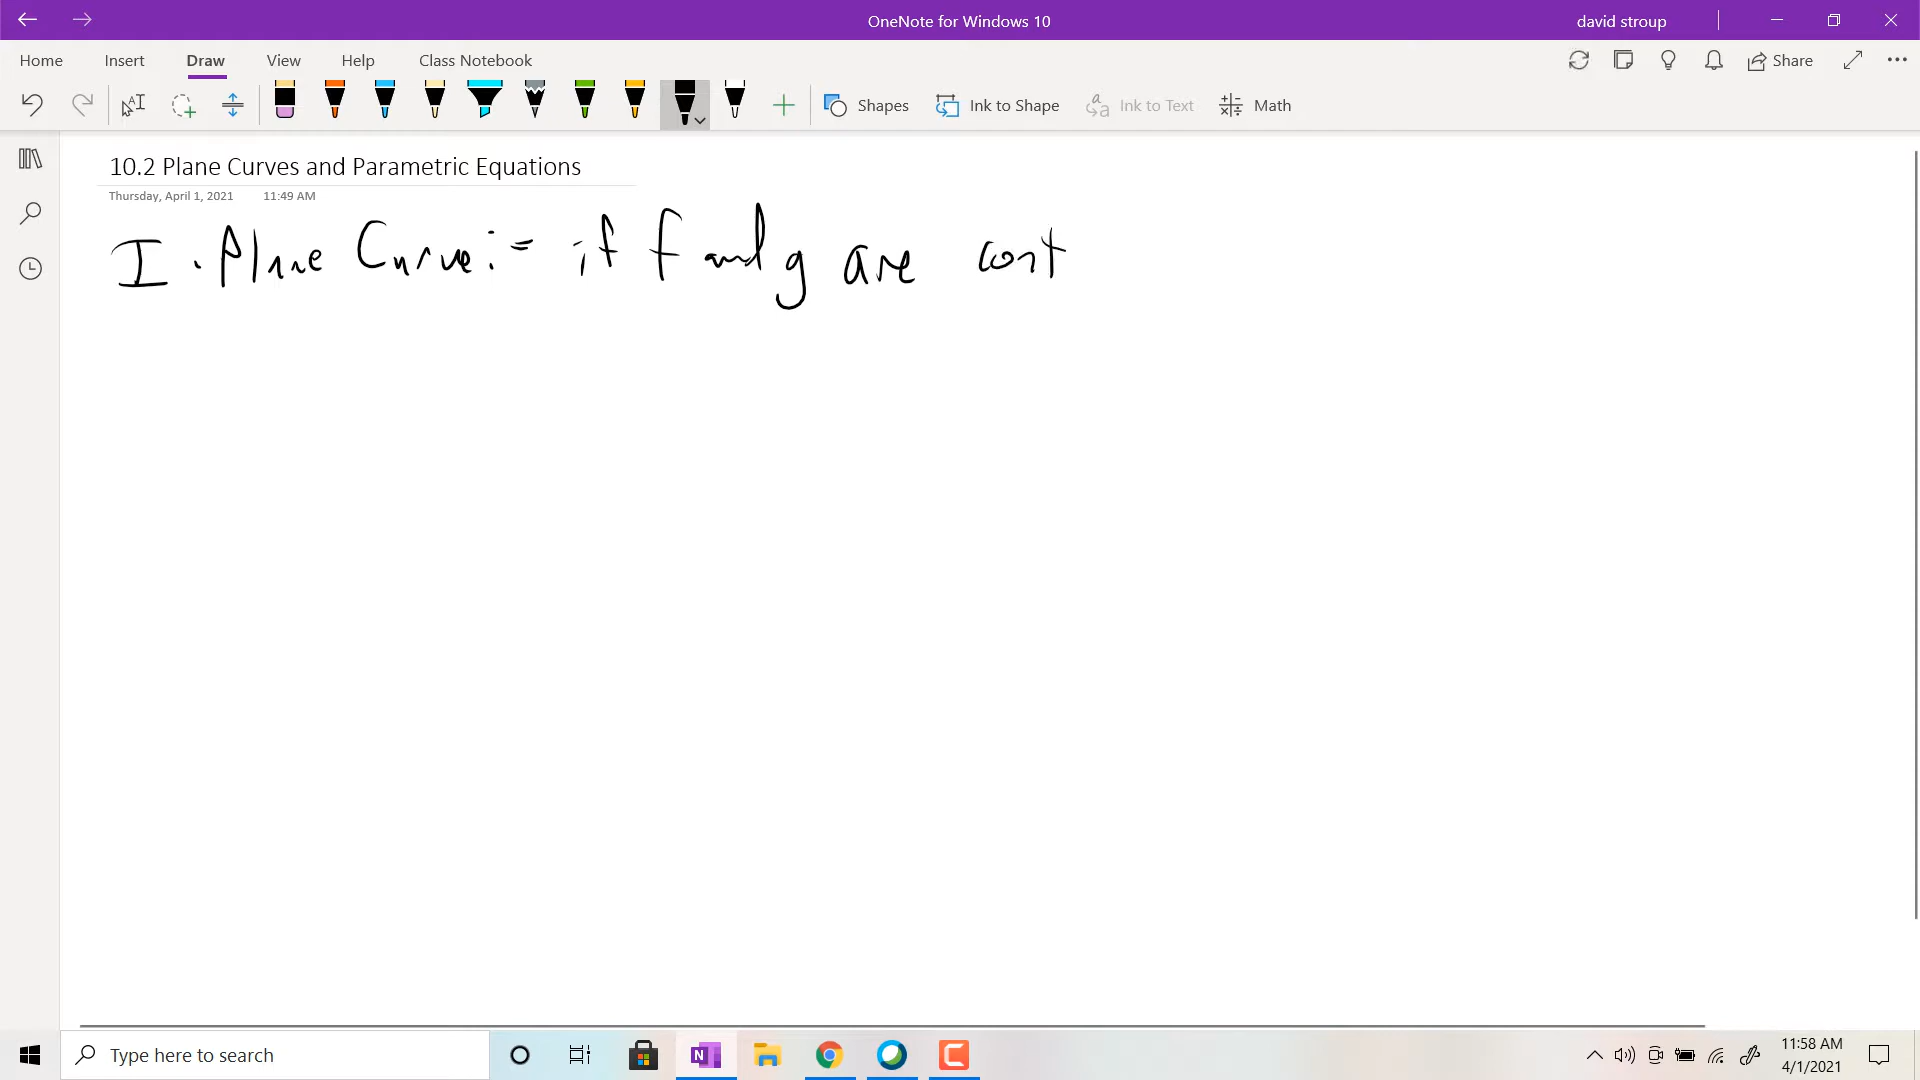 OneNote for Windows 10
david stroup
Home Insert Draw View Help Class Notebook
Share
Shapes Ink to Shape Ink to Text Math
10.2 Plane Curves and Parametric Equations
Thursday, April 1, 2021 11:49 AM
I. Plane Curve:= if f and g are cont
Type here to search
11:58 AM
4/1/2021